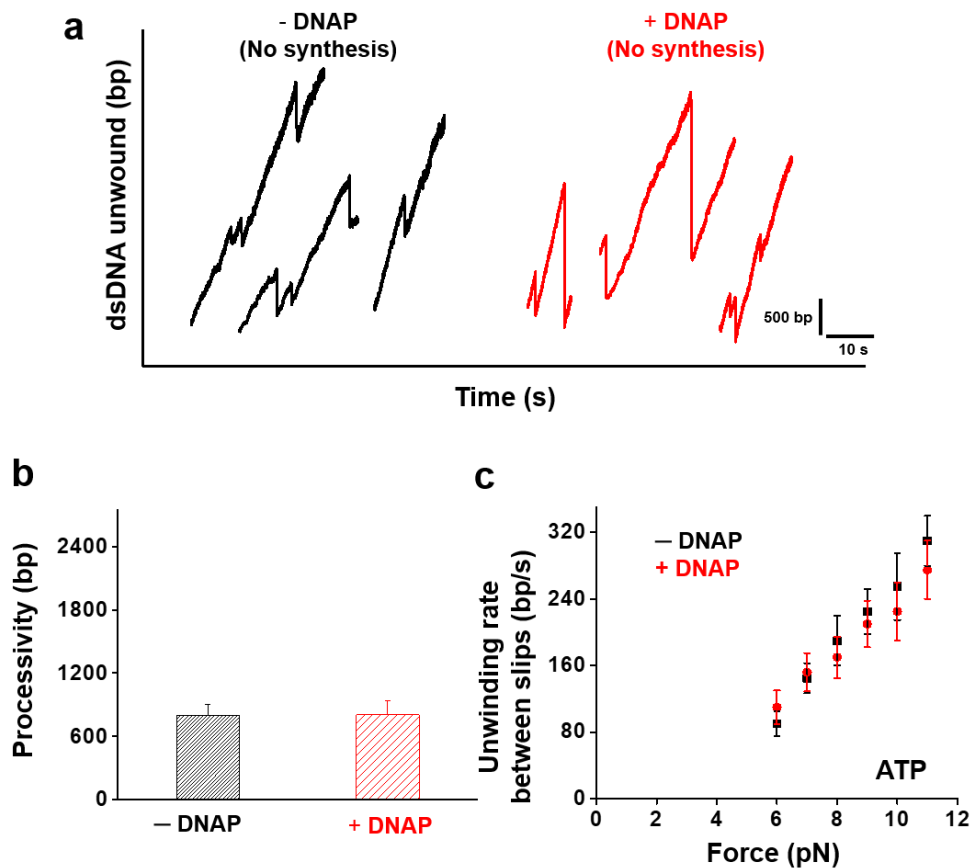 a
- DNAP
(No synthesis)
+ DNAP
(No synthesis)
dsDNA unwound (bp)
500 bp
10 s
Time (s)
b
Processivity (bp)
2400
1800
1200
600
0
— DNAP
+ DNAP
c
Unwinding rate
between slips (bp/s)
320
240
160
80
0
— DNAP
+ DNAP
ATP
0 2 4 6 8 10 12
Force (pN)